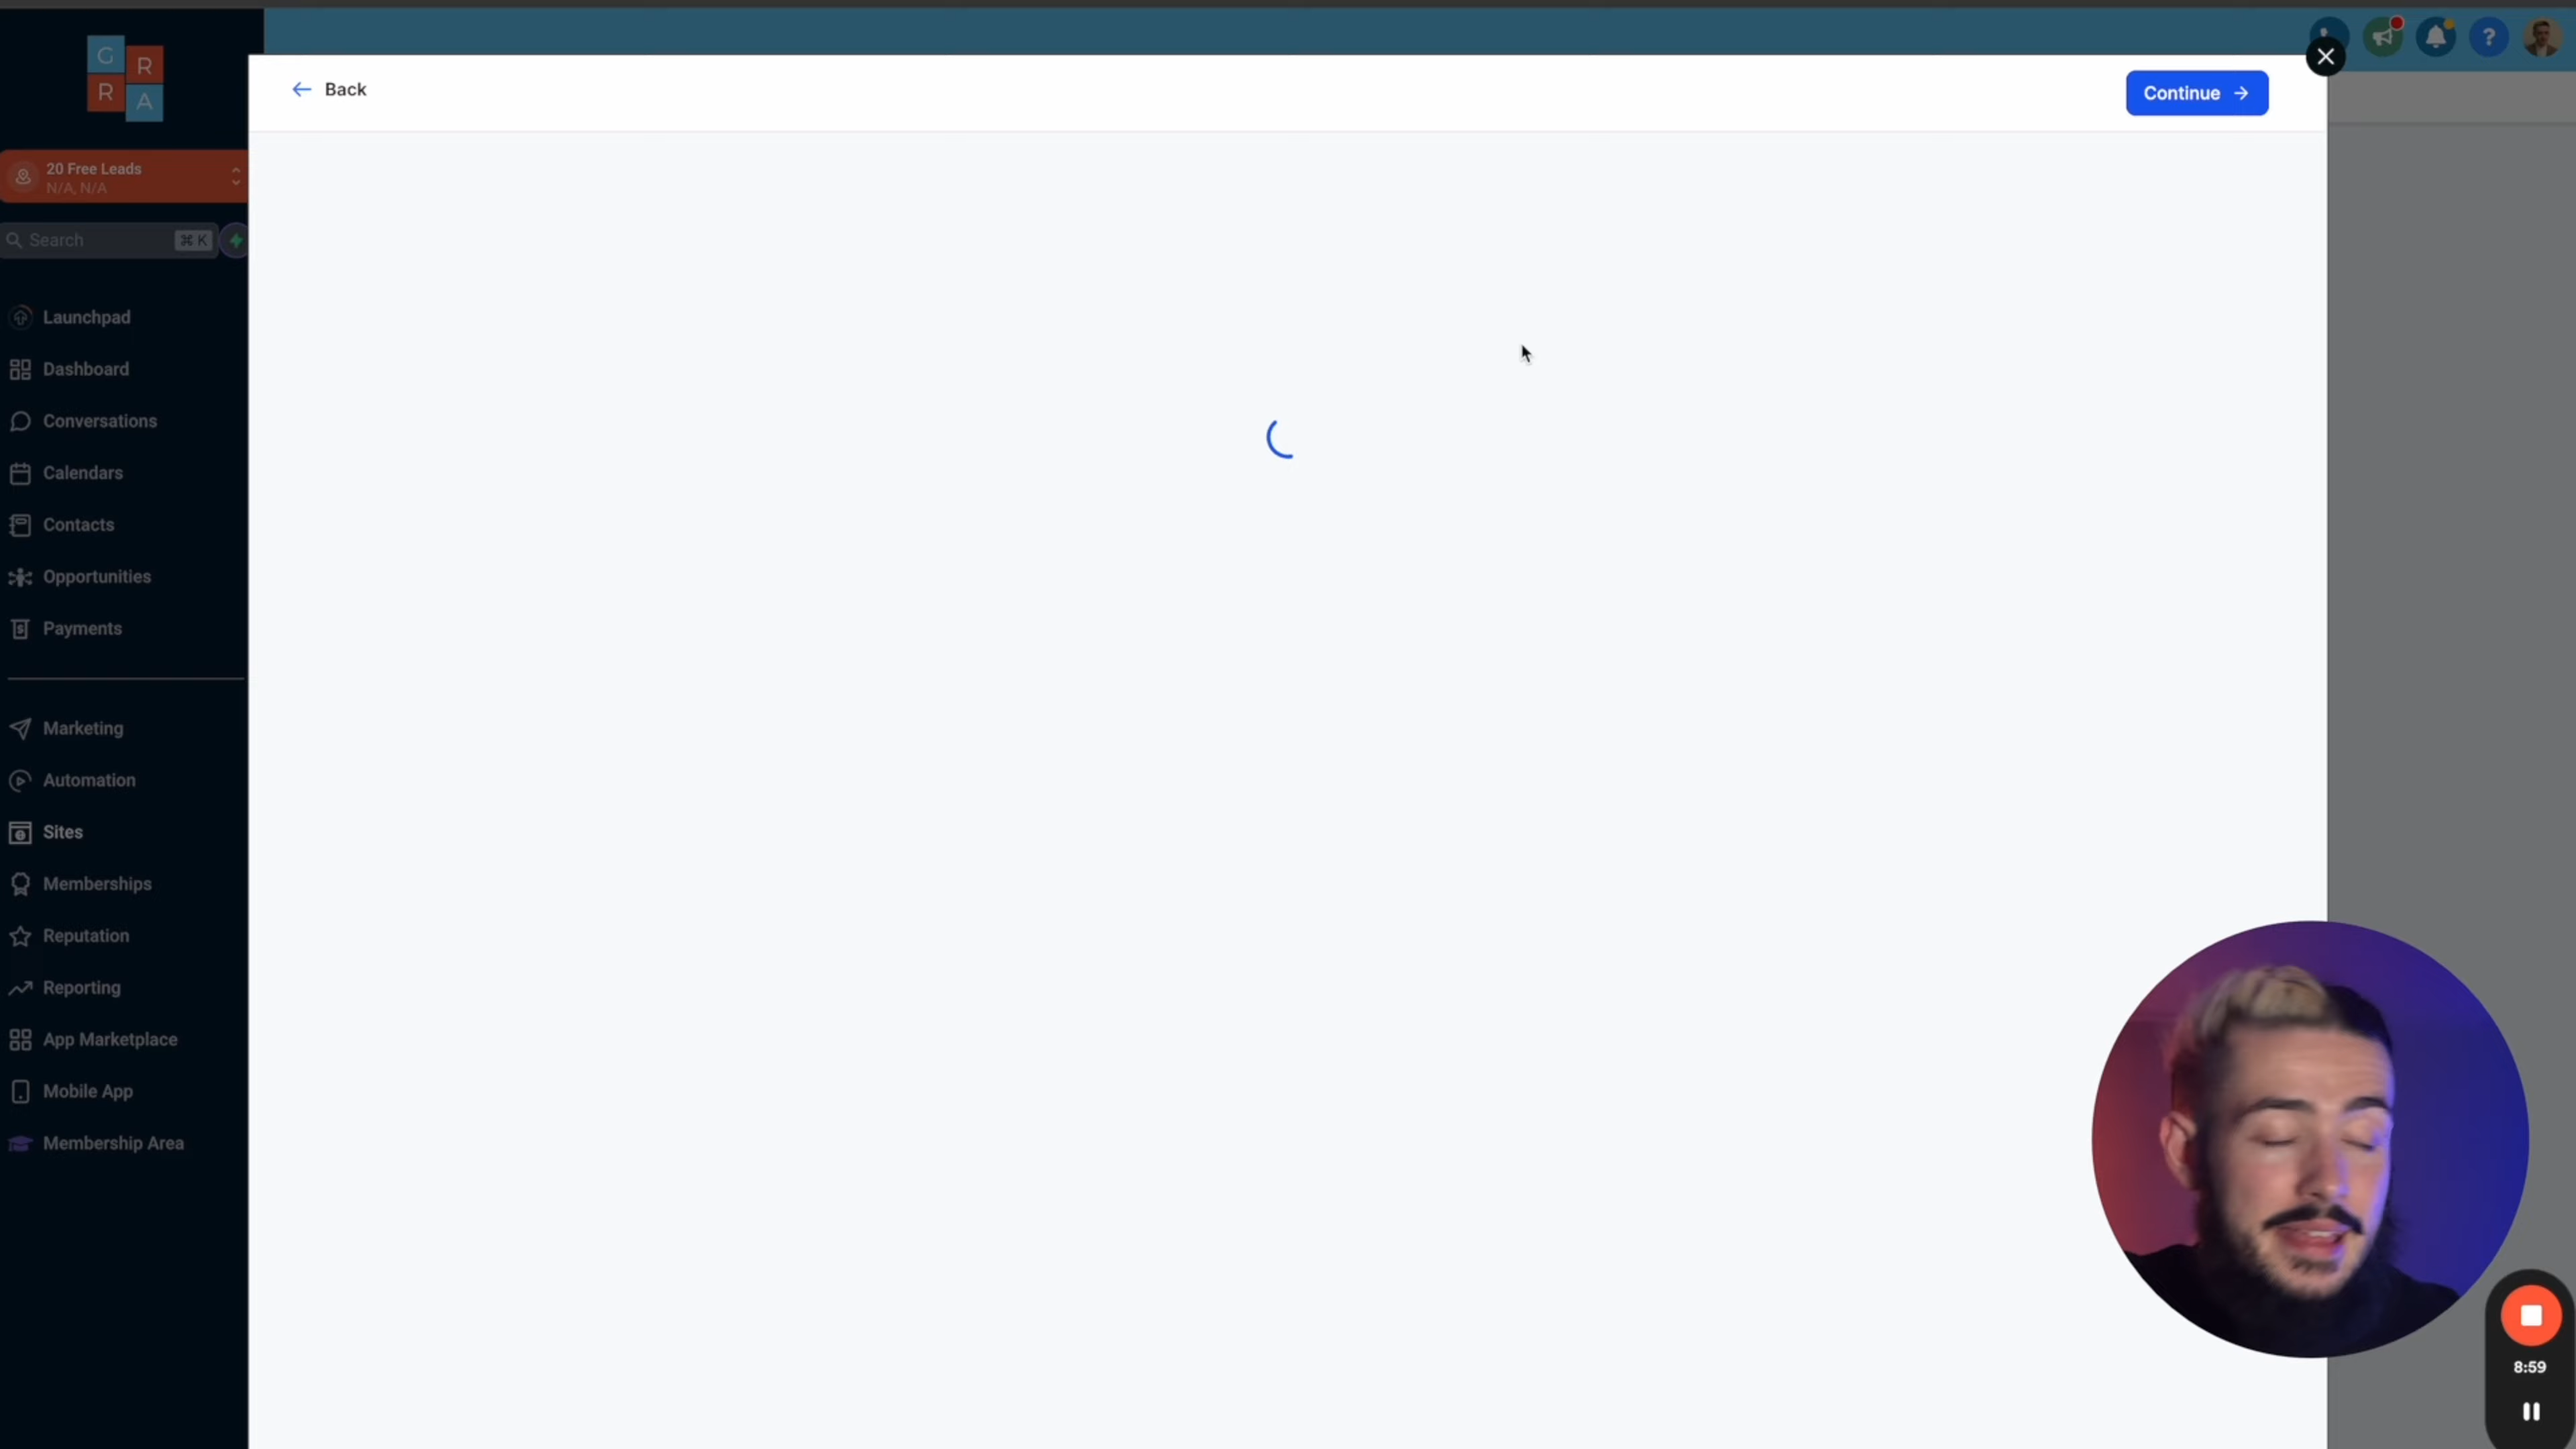 G R
R A
20 Free Leads
N/A, N/A
Search ⌘ K
Launchpad
Dashboard
Conversations
Calendars
Contacts
Opportunities
Payments
Marketing
Automation
Sites
Memberships
Reputation
Reporting
App Marketplace
Mobile App
Membership Area
← Back
Continue →
?
8:59